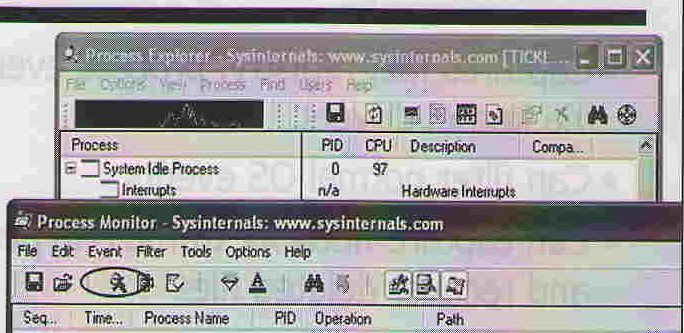 Process Explorer - Sysinternals: www.sysinternals.com [TICKL...
File Options View Process Find Users Help
Process PID CPU Description Compa...
System Idle Process 0 97
Interrupts n/a Hardware Interrupts
Process Monitor - Sysinternals: www.sysinternals.com
File Edit Event Filter Tools Options Help
Seq... Time... Process Name PID Operation Path